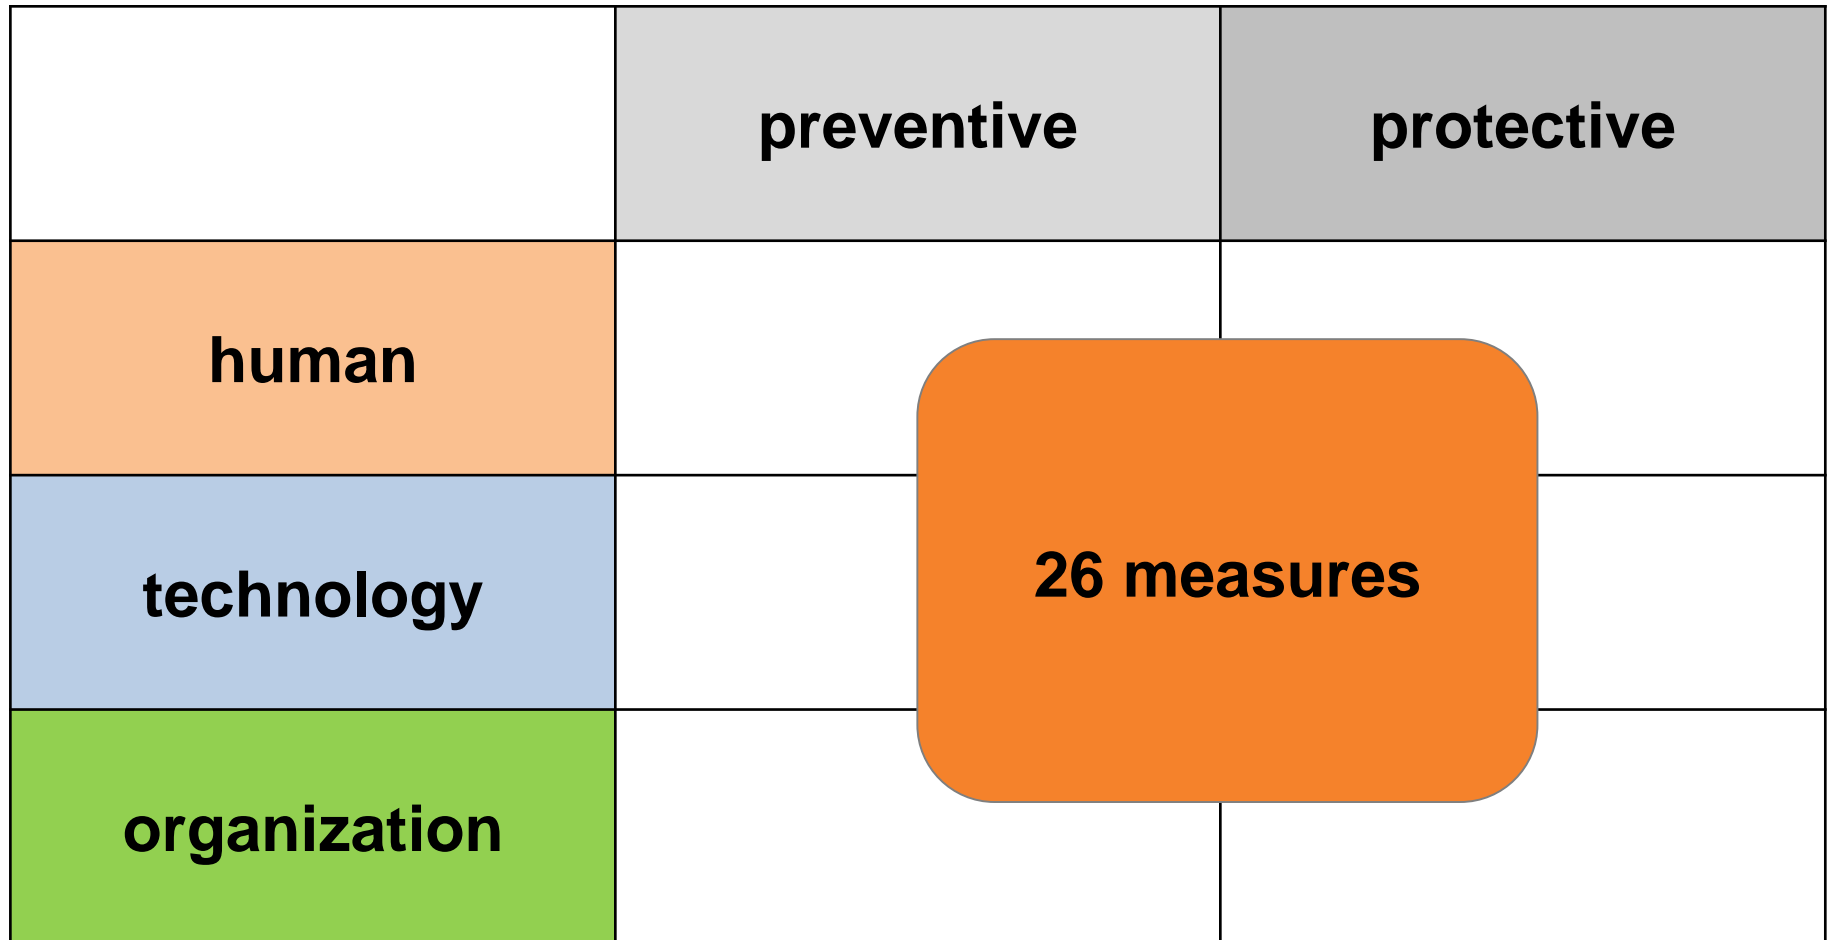 preventive
protective
human
technology
26 measures
organization